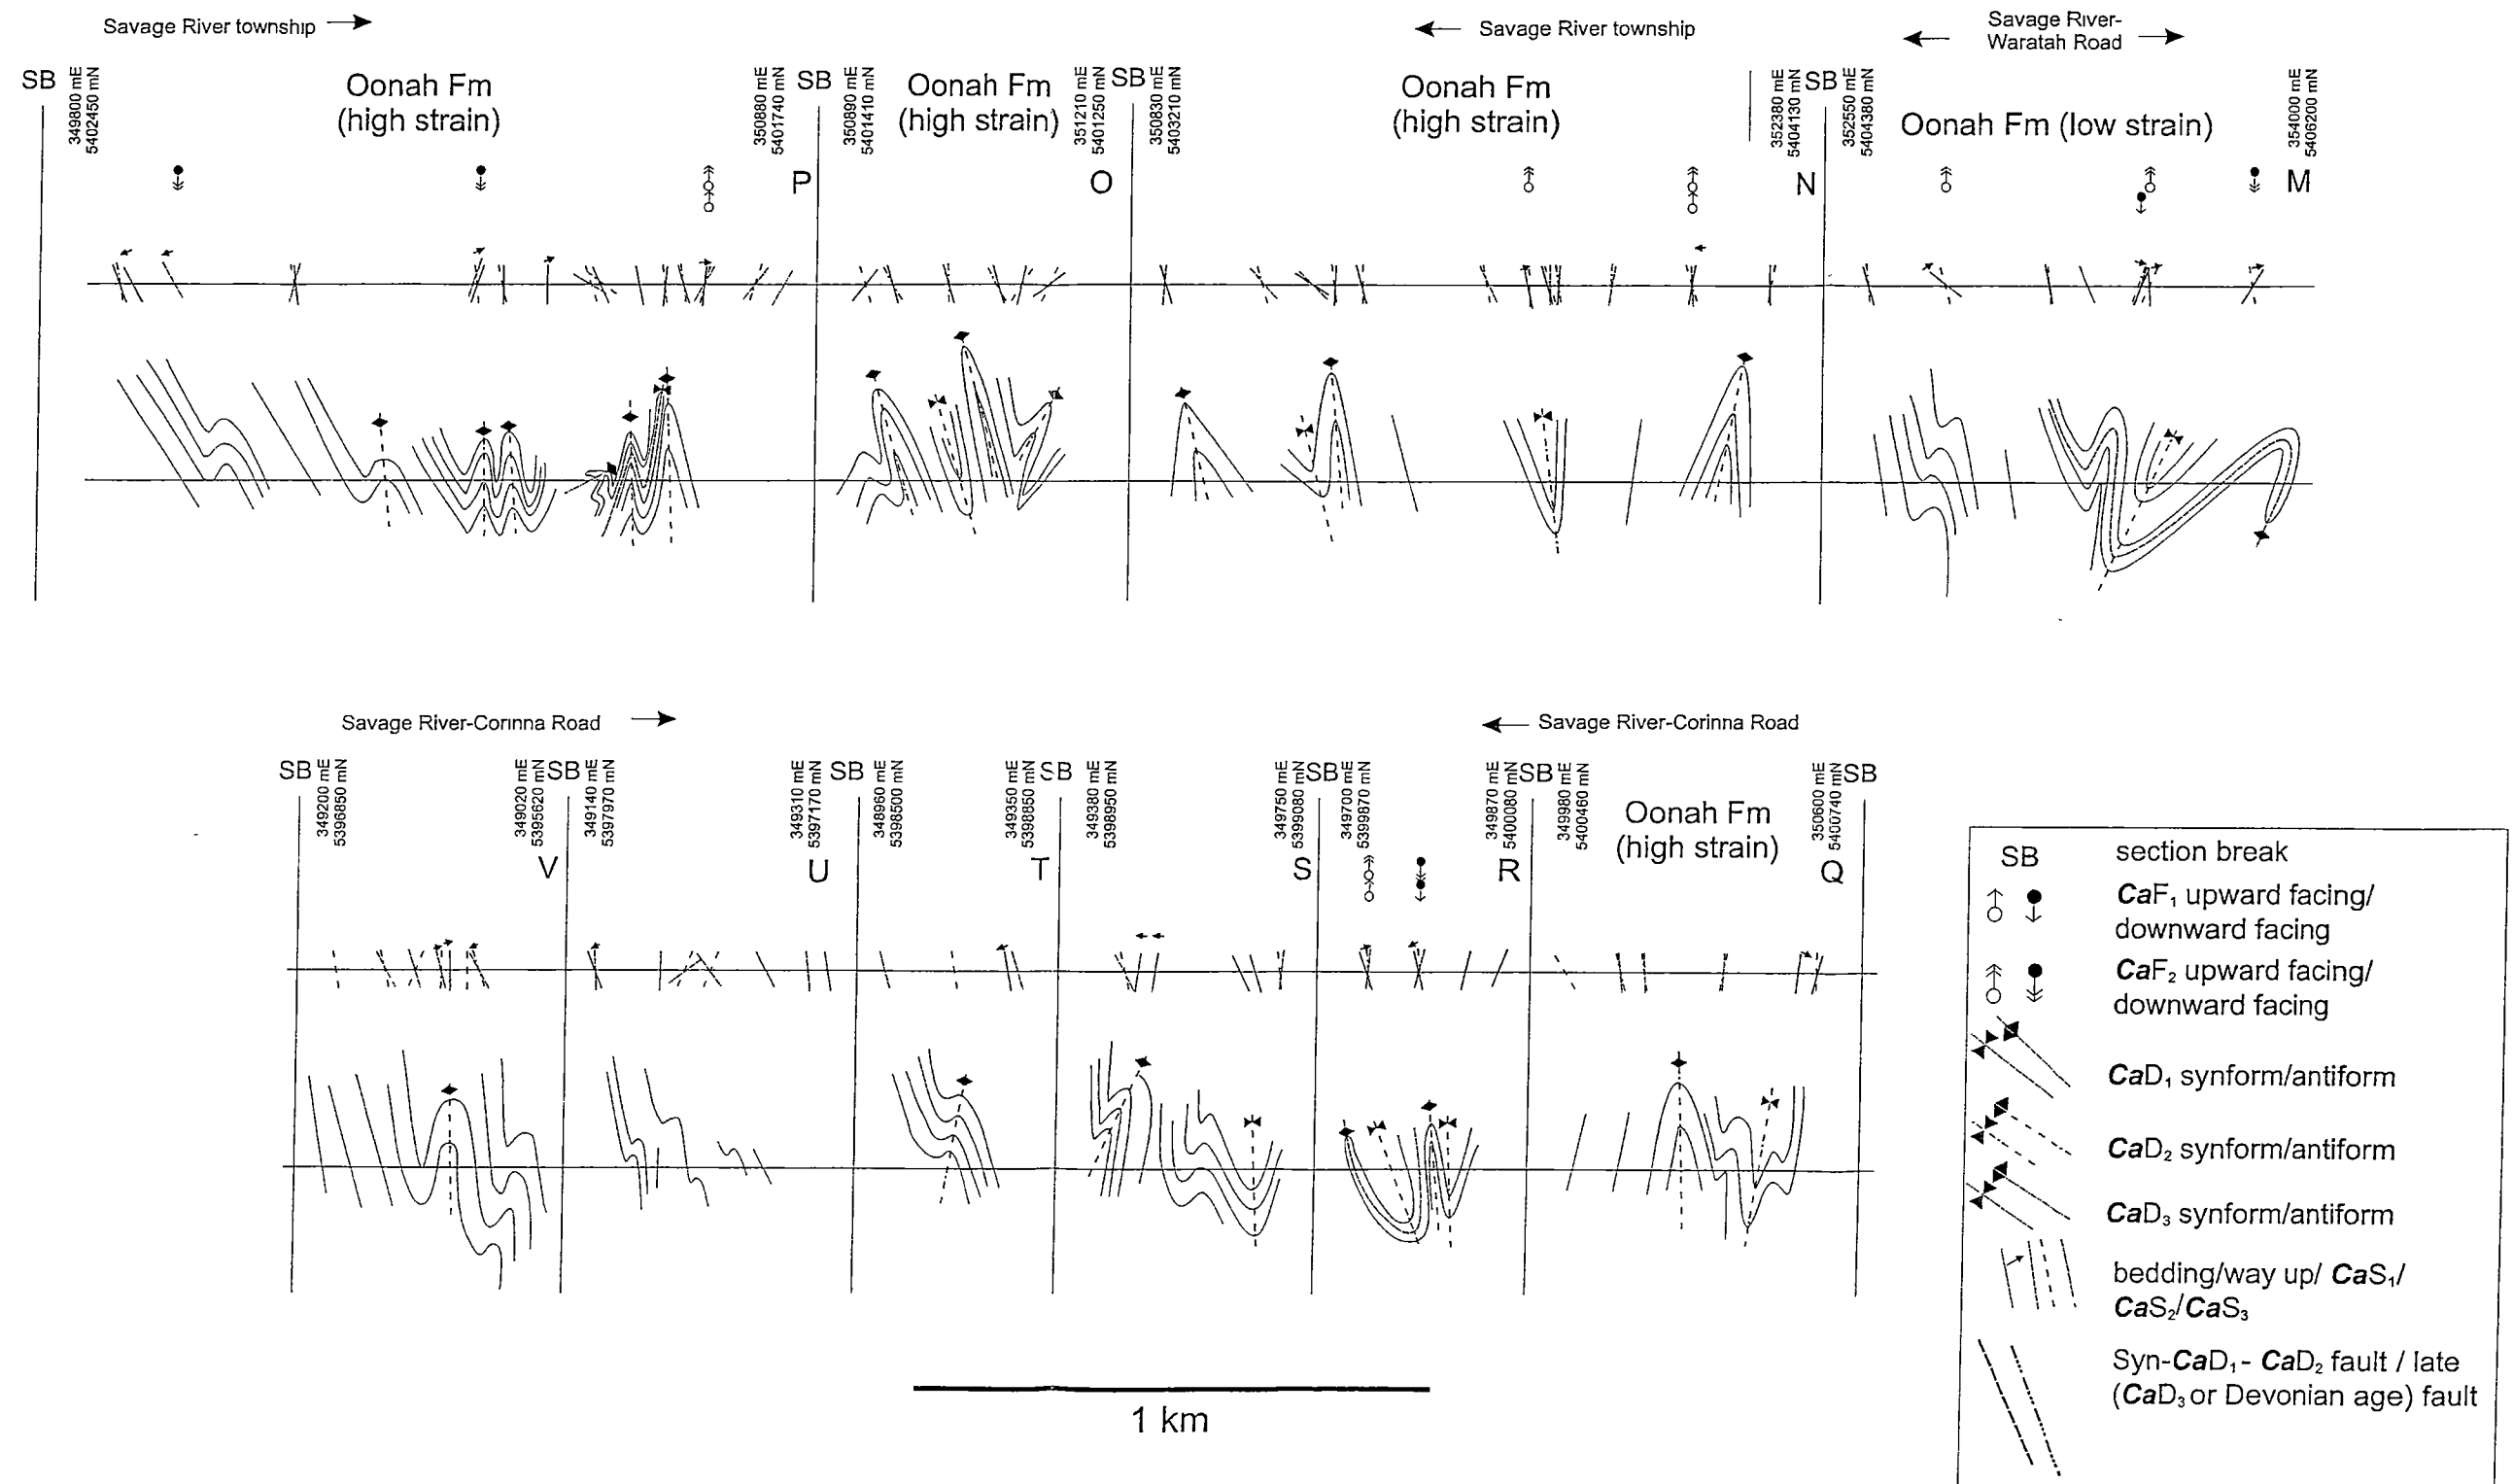 Savage River township
Savage River township
Savage River-
Waratah Road
SB
349800 mE
5402450 mN
Oonah Fm
(high strain)
350880 mE
5401740 mN
SB
350890 mE
5401410 mN
Oonah Fm
(high strain)
351210 mE
5401250 mN
SB
350830 mE
5403210 mN
Oonah Fm
(high strain)
352380 mE
5404130 mN
SB
352550 mE
5404380 mN
Oonah Fm (low strain)
354000 mE
5406200 mN
P
O
N
M
Savage River-Corinna Road
Savage River-Corinna Road
SB
349200 mE
5396850 mN
349020 mE
5395620 mN
SB
349140 mE
5397970 mN
349310 mE
5397170 mN
SB
348960 mE
5398500 mN
349350 mE
5398850 mN
SB
349380 mE
5398950 mN
349750 mE
5399080 mN
SB
349700 mE
5399870 mN
349870 mE
5400080 mN
SB
349980 mE
5400460 mN
Oonah Fm
(high strain)
350600 mE
5400740 mN
SB
V
U
T
S
R
Q
SB section break
CaF₁ upward facing/
downward facing
CaF₂ upward facing/
downward facing
CaD₁ synform/antiform
CaD₂ synform/antiform
CaD₃ synform/antiform
bedding/way up/ CaS₁/
CaS₂/CaS₃
Syn-CaD₁- CaD₂ fault / late
(CaD₃ or Devonian age) fault
1 km